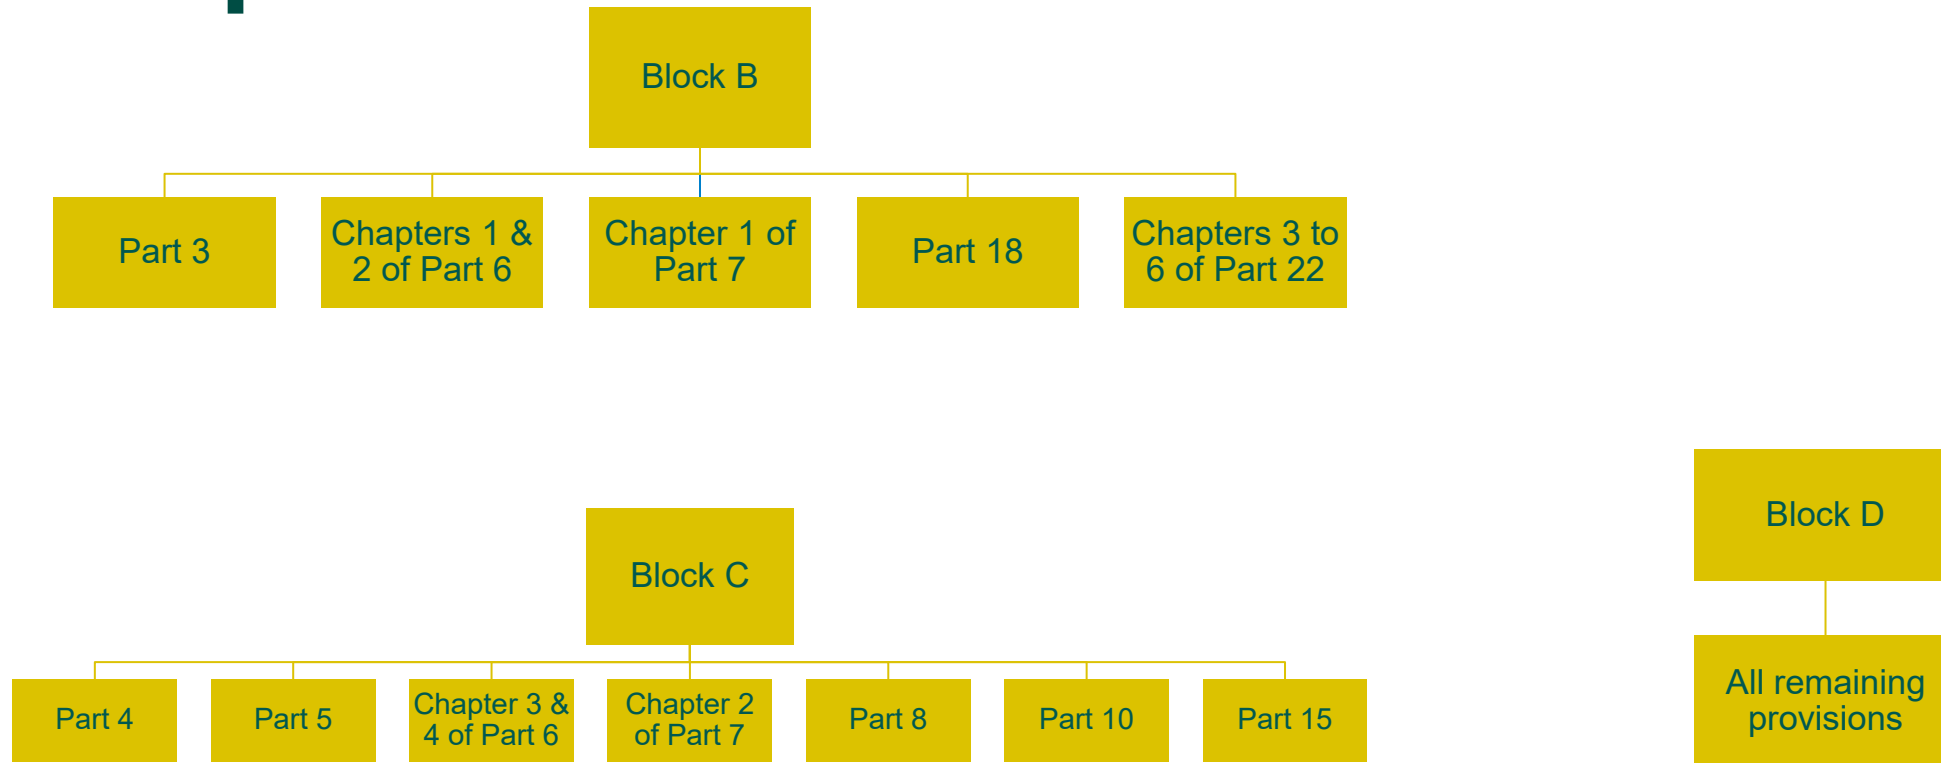 Block B
Part 3
Chapters 1 &
2 of Part 6
Chapter 1 of
Part 7
Part 18
Chapters 3 to
6 of Part 22
Block C
Part 4
Part 5
Chapter 3 &
4 of Part 6
Chapter 2
of Part 7
Part 8
Part 10
Part 15
Block D
All remaining
provisions